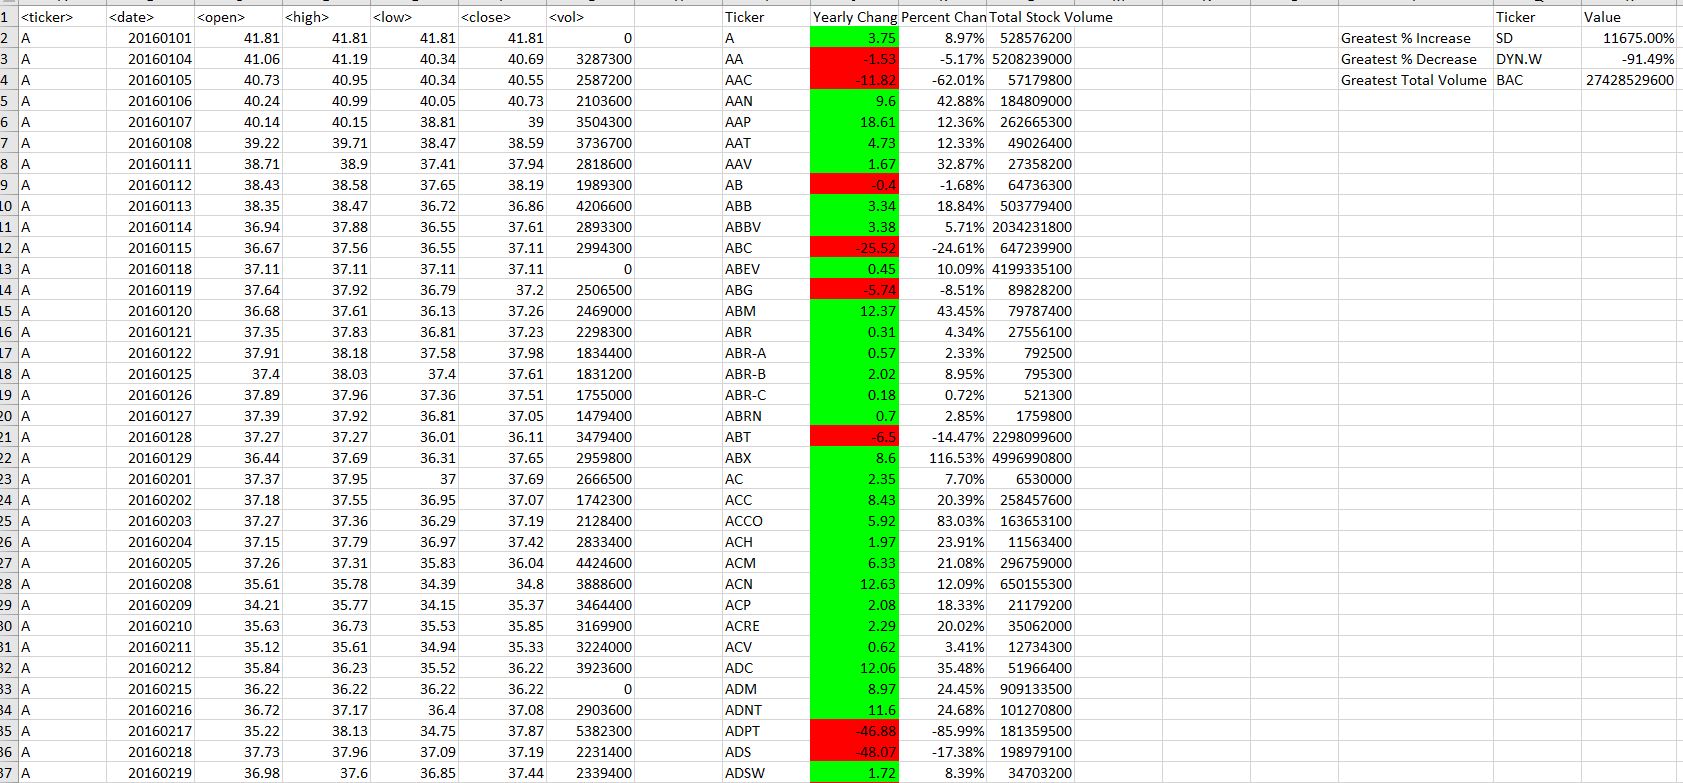 1 <ticker> <date> <open> <high> <low> <close> <vol> Ticker Yearly Chang Percent Chan Total Stock Volume Ticker Value
2 A 20160101 41.81 41.81 41.81 41.81 0 A 3.75 8.97% 528576200 Greatest % Increase SD 11675.00%
3 A 20160104 41.06 41.19 40.34 40.69 3287300 AA -1.53 -5.17% 5208239000 Greatest % Decrease DYN.W -91.49%
4 A 20160105 40.73 40.95 40.34 40.55 2587200 AAC -11.82 -62.01% 57179800 Greatest Total Volume BAC 27428529600
5 A 20160106 40.24 40.99 40.05 40.73 2103600 AAN 9.6 42.88% 184809000
6 A 20160107 40.14 40.15 38.81 39 3504300 AAP 18.61 12.36% 262665300
7 A 20160108 39.22 39.71 38.47 38.59 3736700 AAT 4.73 12.33% 49026400
8 A 20160111 38.71 38.9 37.41 37.94 2818600 AAV 1.67 32.87% 27358200
9 A 20160112 38.43 38.58 37.65 38.19 1989300 AB -0.4 -1.68% 64736300
10 A 20160113 38.35 38.47 36.72 36.86 4206600 ABB 3.34 18.84% 503779400
11 A 20160114 36.94 37.88 36.55 37.61 2893300 ABBV 3.38 5.71% 2034231800
12 A 20160115 36.67 37.56 36.55 37.11 2994300 ABC -25.52 -24.61% 647239900
13 A 20160118 37.11 37.11 37.11 37.11 0 ABEV 0.45 10.09% 4199335100
14 A 20160119 37.64 37.92 36.79 37.2 2506500 ABG -5.74 -8.51% 89828200
15 A 20160120 36.68 37.61 36.13 37.26 2469000 ABM 12.37 43.45% 79787400
16 A 20160121 37.35 37.83 36.81 37.23 2298300 ABR 0.31 4.34% 27556100
17 A 20160122 37.91 38.18 37.58 37.98 1834400 ABR-A 0.57 2.33% 792500
18 A 20160125 37.4 38.03 37.4 37.61 1831200 ABR-B 2.02 8.95% 795300
19 A 20160126 37.89 37.96 37.36 37.51 1755000 ABR-C 0.18 0.72% 521300
20 A 20160127 37.39 37.92 36.81 37.05 1479400 ABRN 0.7 2.85% 1759800
21 A 20160128 37.27 37.27 36.01 36.11 3479400 ABT -6.5 -14.47% 2298099600
22 A 20160129 36.44 37.69 36.31 37.65 2959800 ABX 8.6 116.53% 4996990800
23 A 20160201 37.37 37.95 37 37.69 2666500 AC 2.35 7.70% 6530000
24 A 20160202 37.18 37.55 36.95 37.07 1742300 ACC 8.43 20.39% 258457600
25 A 20160203 37.27 37.36 36.29 37.19 2128400 ACCO 5.92 83.03% 163653100
26 A 20160204 37.15 37.79 36.97 37.42 2833400 ACH 1.97 23.91% 11563400
27 A 20160205 37.26 37.31 35.83 36.04 4424600 ACM 6.33 21.08% 296759000
28 A 20160208 35.61 35.78 34.39 34.8 3888600 ACN 12.63 12.09% 650155300
29 A 20160209 34.21 35.77 34.15 35.37 3464400 ACP 2.08 18.33% 21179200
30 A 20160210 35.63 36.73 35.53 35.85 3169900 ACRE 2.29 20.02% 35062000
31 A 20160211 35.12 35.61 34.94 35.33 3224000 ACV 0.62 3.41% 12734300
32 A 20160212 35.84 36.23 35.52 36.22 3923600 ADC 12.06 35.48% 51966400
33 A 20160215 36.22 36.22 36.22 36.22 0 ADM 8.97 24.45% 909133500
34 A 20160216 36.72 37.17 36.4 37.08 2903600 ADNT 11.6 24.68% 101270800
35 A 20160217 35.22 38.13 34.75 37.87 5382300 ADPT -46.88 -85.99% 181359500
36 A 20160218 37.73 37.96 37.09 37.19 2231400 ADS -48.07 -17.38% 198979100
37 A 20160219 36.98 37.6 36.85 37.44 2339400 ADSW 1.72 8.39% 34703200